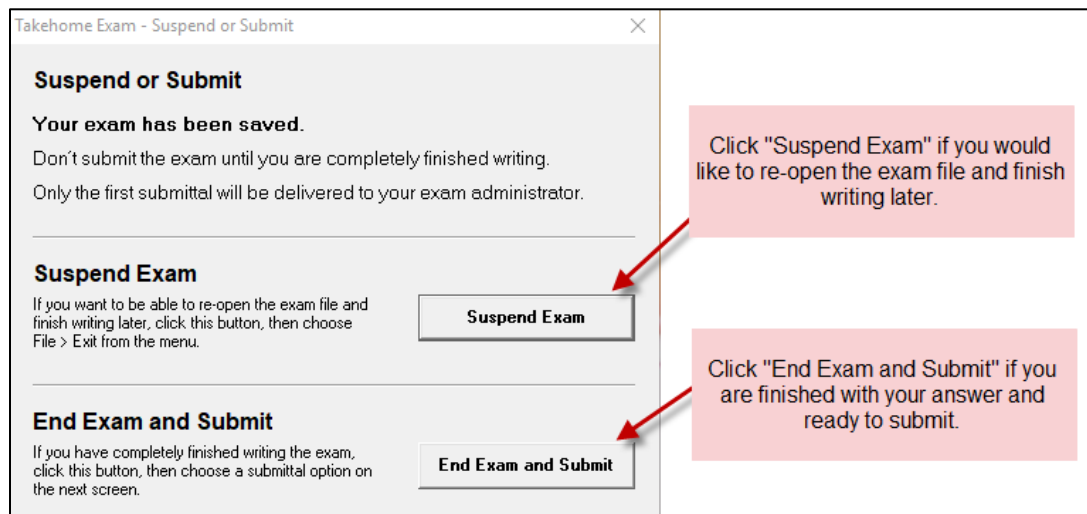 Takehome Exam - Suspend or Submit
Suspend or Submit
Your exam has been saved.
Don´t submit the exam until you are completely finished writing.
Only the first submittal will be delivered to your exam administrator.
Click "Suspend Exam" if you would
like to re-open the exam file and finish
writing later.
Suspend Exam
If you want to be able to re-open the exam file and
finish writing later, click this button, then choose
File > Exit from the menu.
Suspend Exam
Click "End Exam and Submit" if you
are finished with your answer and
ready to submit.
End Exam and Submit
If you have completely finished writing the exam,
click this button, then choose a submittal option on
the next screen.
End Exam and Submit